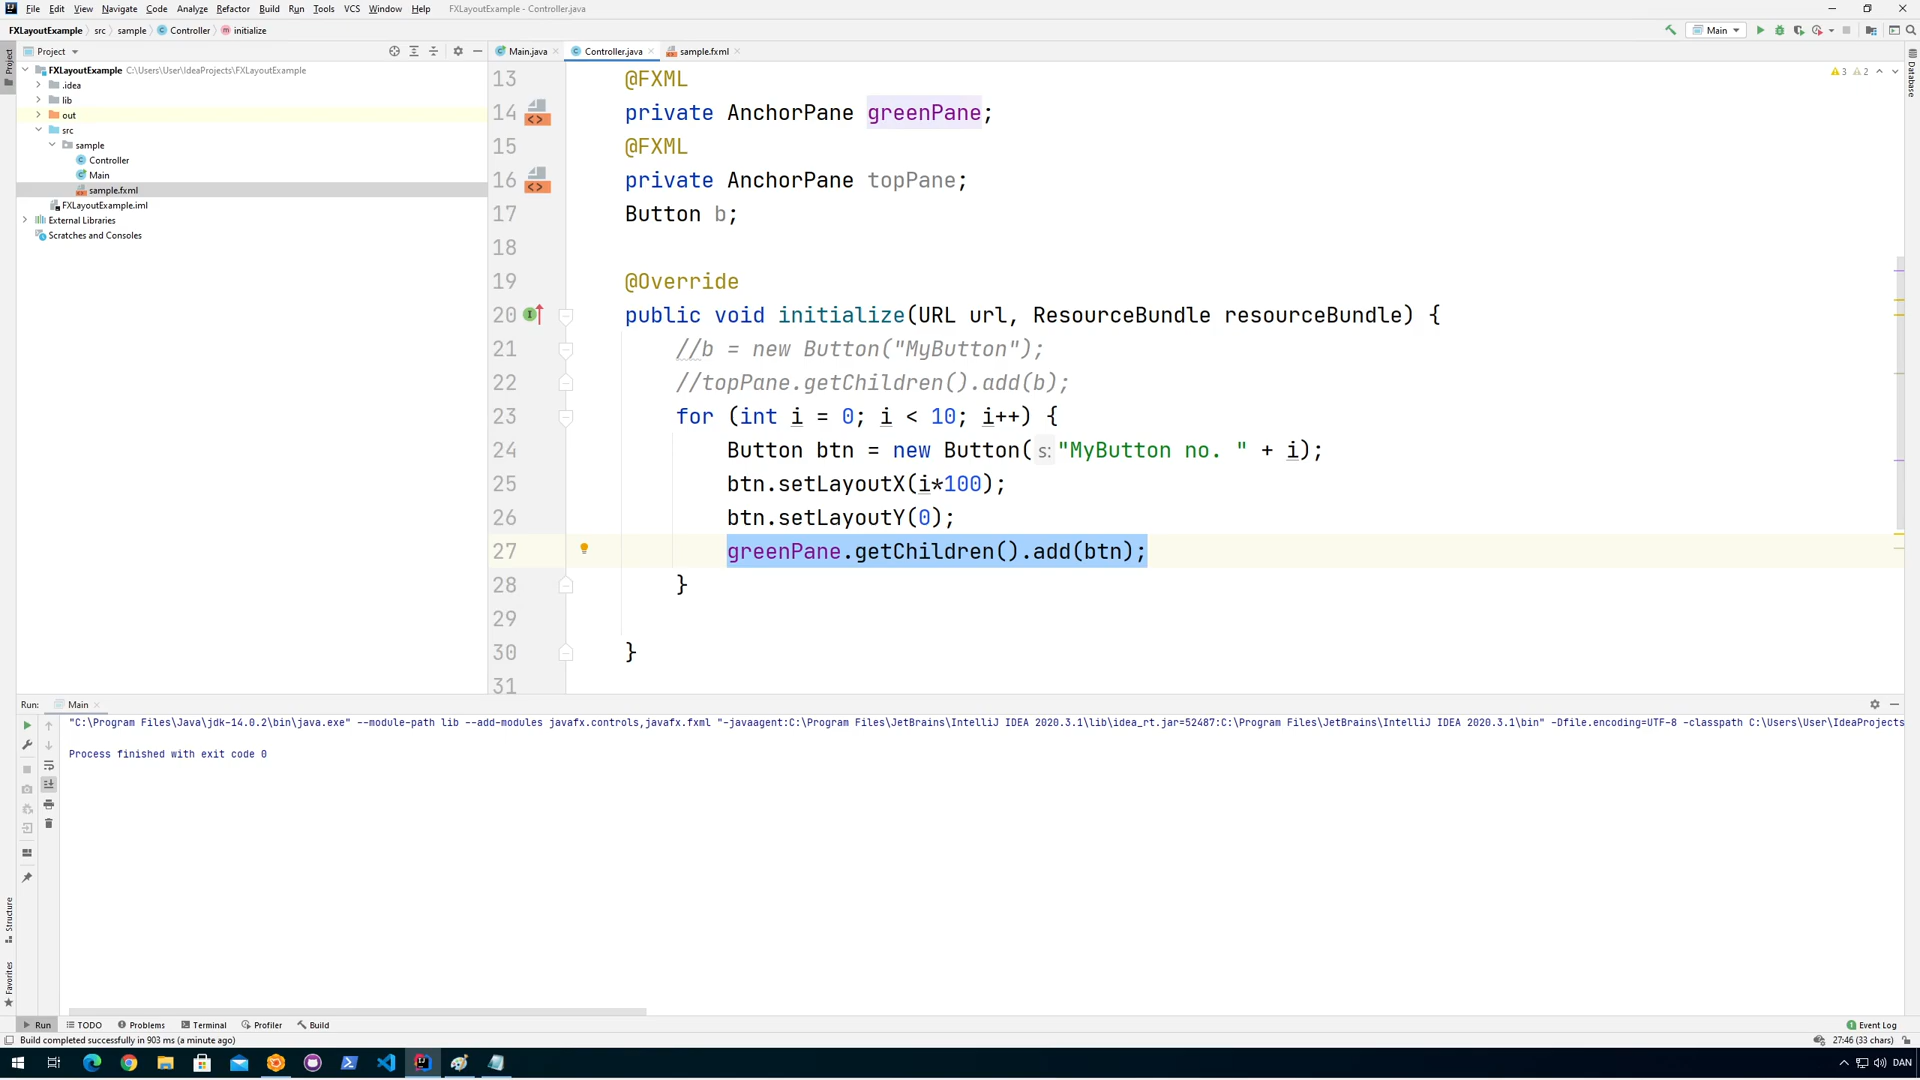 File Edit View Navigate Code Analyze Refactor Build Run Tools VCS Window Help FXLayoutExample - Controller.java
FXLayoutExample src sample Controller initialize
Main
Project
Main.java Controller.java sample.fxml
Project
Database
FXLayoutExample C:\Users\User\IdeaProjects\FXLayoutExample
.idea
lib
out
src
sample
Controller
Main
sample.fxml
FXLayoutExample.iml
External Libraries
Scratches and Consoles
3 2
13 @FXML
14 private AnchorPane greenPane;
15 @FXML
16 private AnchorPane topPane;
17 Button b;
18
19 @Override
20 public void initialize(URL url, ResourceBundle resourceBundle) {
21 //b = new Button("MyButton");
22 //topPane.getChildren().add(b);
23 for (int i = 0; i < 10; i++) {
24 Button btn = new Button( s: "MyButton no. " + i);
25 btn.setLayoutX(i*100);
26 btn.setLayoutY(0);
27 greenPane.getChildren().add(btn);
28 }
29
30 }
31
Run: Main
"C:\Program Files\Java\jdk-14.0.2\bin\java.exe" --module-path lib --add-modules javafx.controls,javafx.fxml "-javaagent:C:\Program Files\JetBrains\IntelliJ IDEA 2020.3.1\lib\idea_rt.jar=52487:C:\Program Files\JetBrains\IntelliJ IDEA 2020.3.1\bin" -Dfile.encoding=UTF-8 -classpath C:\Users\User\IdeaProjects
Process finished with exit code 0
Structure
Favorites
Run TODO Problems Terminal Profiler Build
1 Event Log
Build completed successfully in 903 ms (a minute ago)
27:46 (33 chars)
DAN